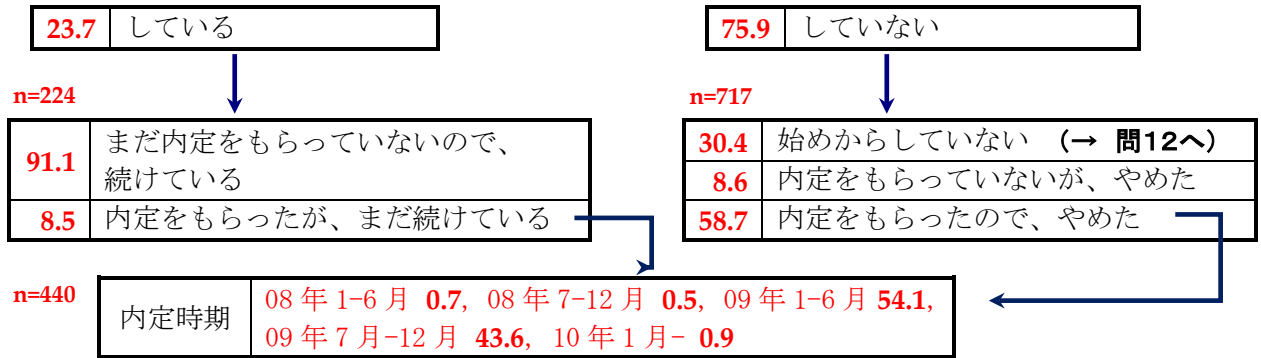 23.7 している
75.9 していない
n=224
n=717
91.1 まだ内定をもらっていないので、
続けている
8.5 内定をもらったが、まだ続けている
30.4 始めからしていない (→ 問12へ)
8.6 内定をもらっていないが、やめた
58.7 内定をもらったので、やめた
n=440
内定時期
08 年 1-6 月 0.7, 08 年 7-12 月 0.5, 09 年 1-6 月 54.1,
09 年 7 月-12 月 43.6, 10 年 1 月- 0.9